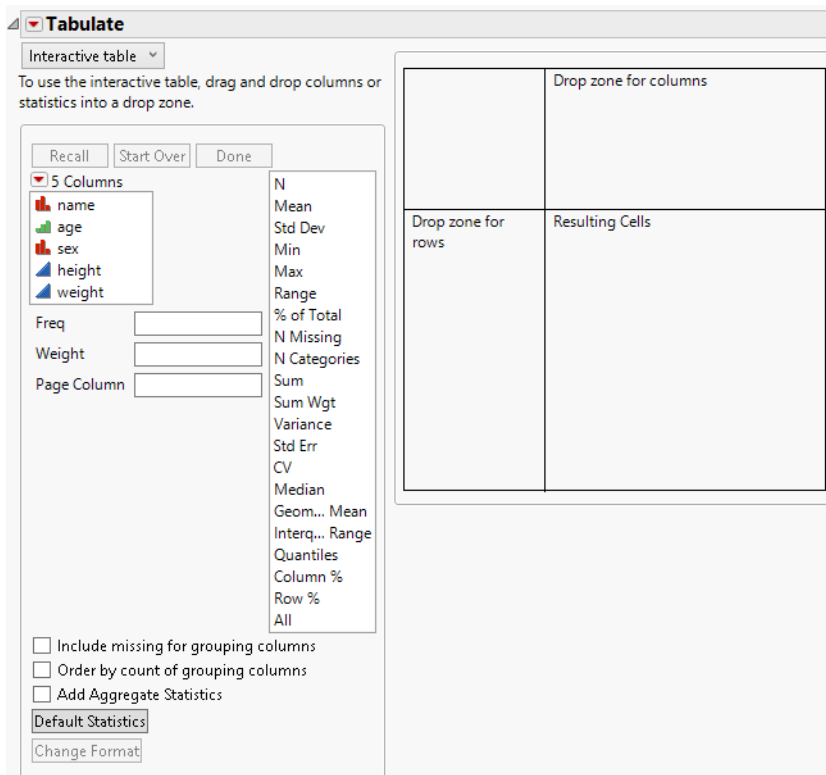 Tabulate
Interactive table
To use the interactive table, drag and drop columns or
statistics into a drop zone.
Recall
Start Over
Done
5 Columns
name
age
sex
height
weight
Freq
Weight
Page Column
N
Mean
Std Dev
Min
Max
Range
% of Total
N Missing
N Categories
Sum
Sum Wgt
Variance
Std Err
CV
Median
Geom... Mean
Interq... Range
Quantiles
Column %
Row %
All
Include missing for grouping columns
Order by count of grouping columns
Add Aggregate Statistics
Default Statistics
Change Format
Drop zone for columns
Drop zone for
rows
Resulting Cells